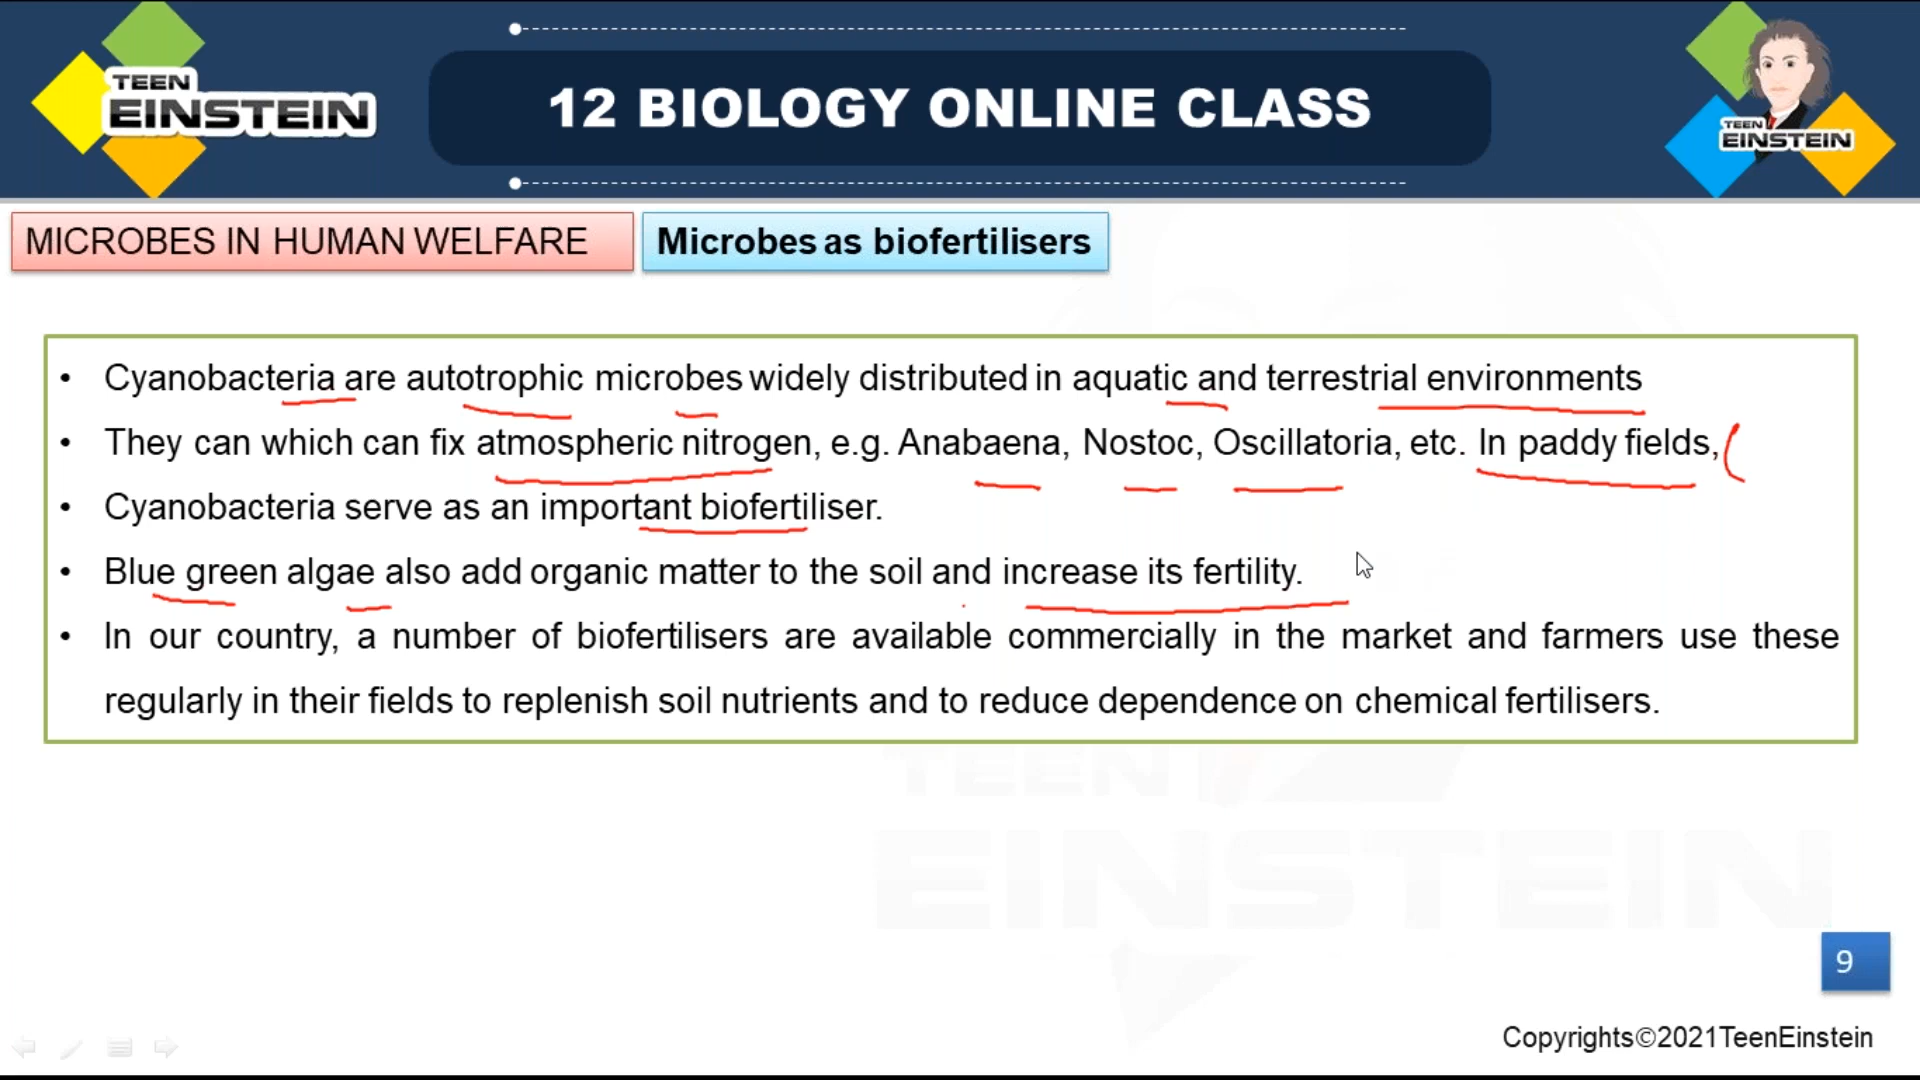 TEEN
EINSTEIN
12 BIOLOGY ONLINE CLASS
TEEN
EINSTEIN
MICROBES IN HUMAN WELFARE
Microbes as biofertilisers
• Cyanobacteria are autotrophic microbes widely distributed in aquatic and terrestrial environments
• They can which can fix atmospheric nitrogen, e.g. Anabaena, Nostoc, Oscillatoria, etc. In paddy fields,
• Cyanobacteria serve as an important biofertiliser.
• Blue green algae also add organic matter to the soil and increase its fertility.
• In our country, a number of biofertilisers are available commercially in the market and farmers use these
regularly in their fields to replenish soil nutrients and to reduce dependence on chemical fertilisers.
TEEN
EINSTEIN
9
Copyrights©2021TeenEinstein